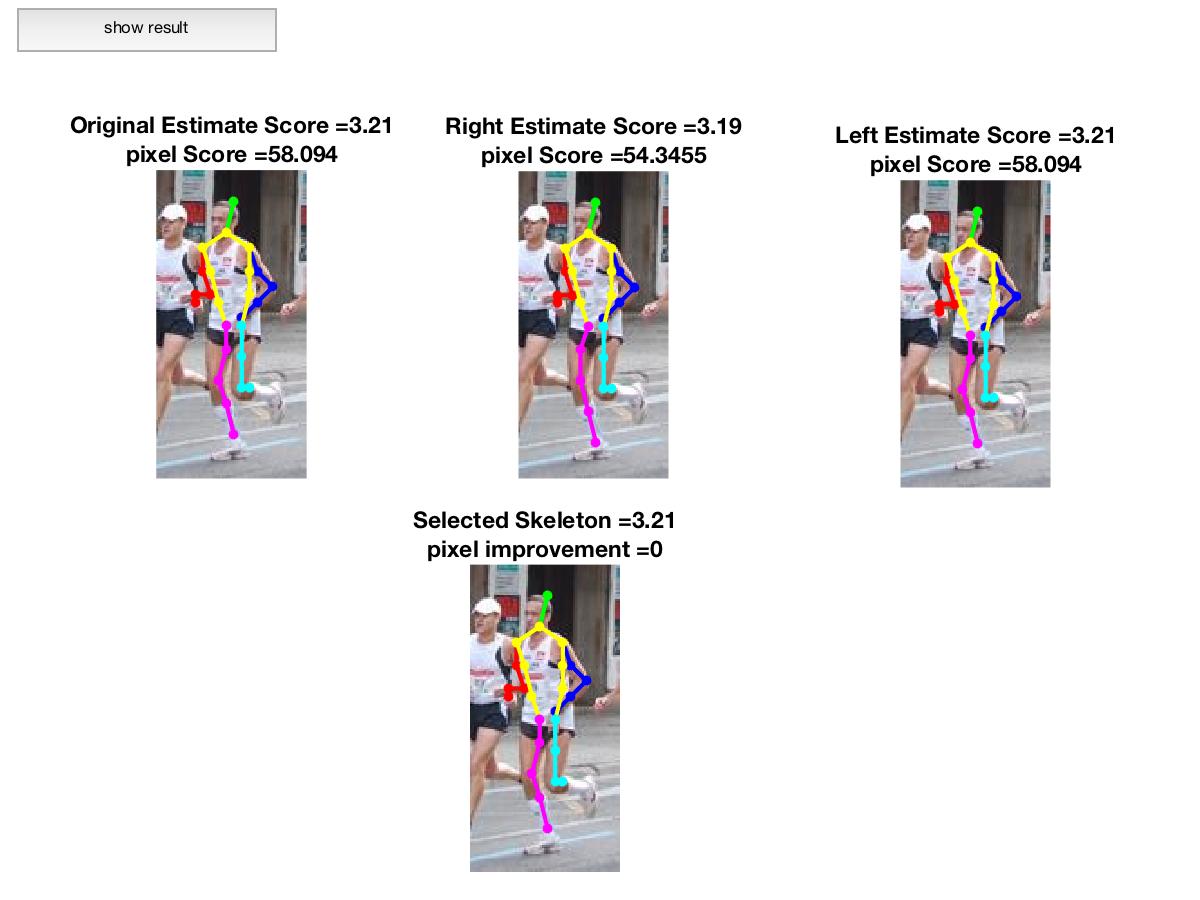 show result
Original Estimate Score =3.21
pixel Score =58.094
Right Estimate Score =3.19
pixel Score =54.3455
Left Estimate Score =3.21
pixel Score =58.094
Selected Skeleton =3.21
pixel improvement =0